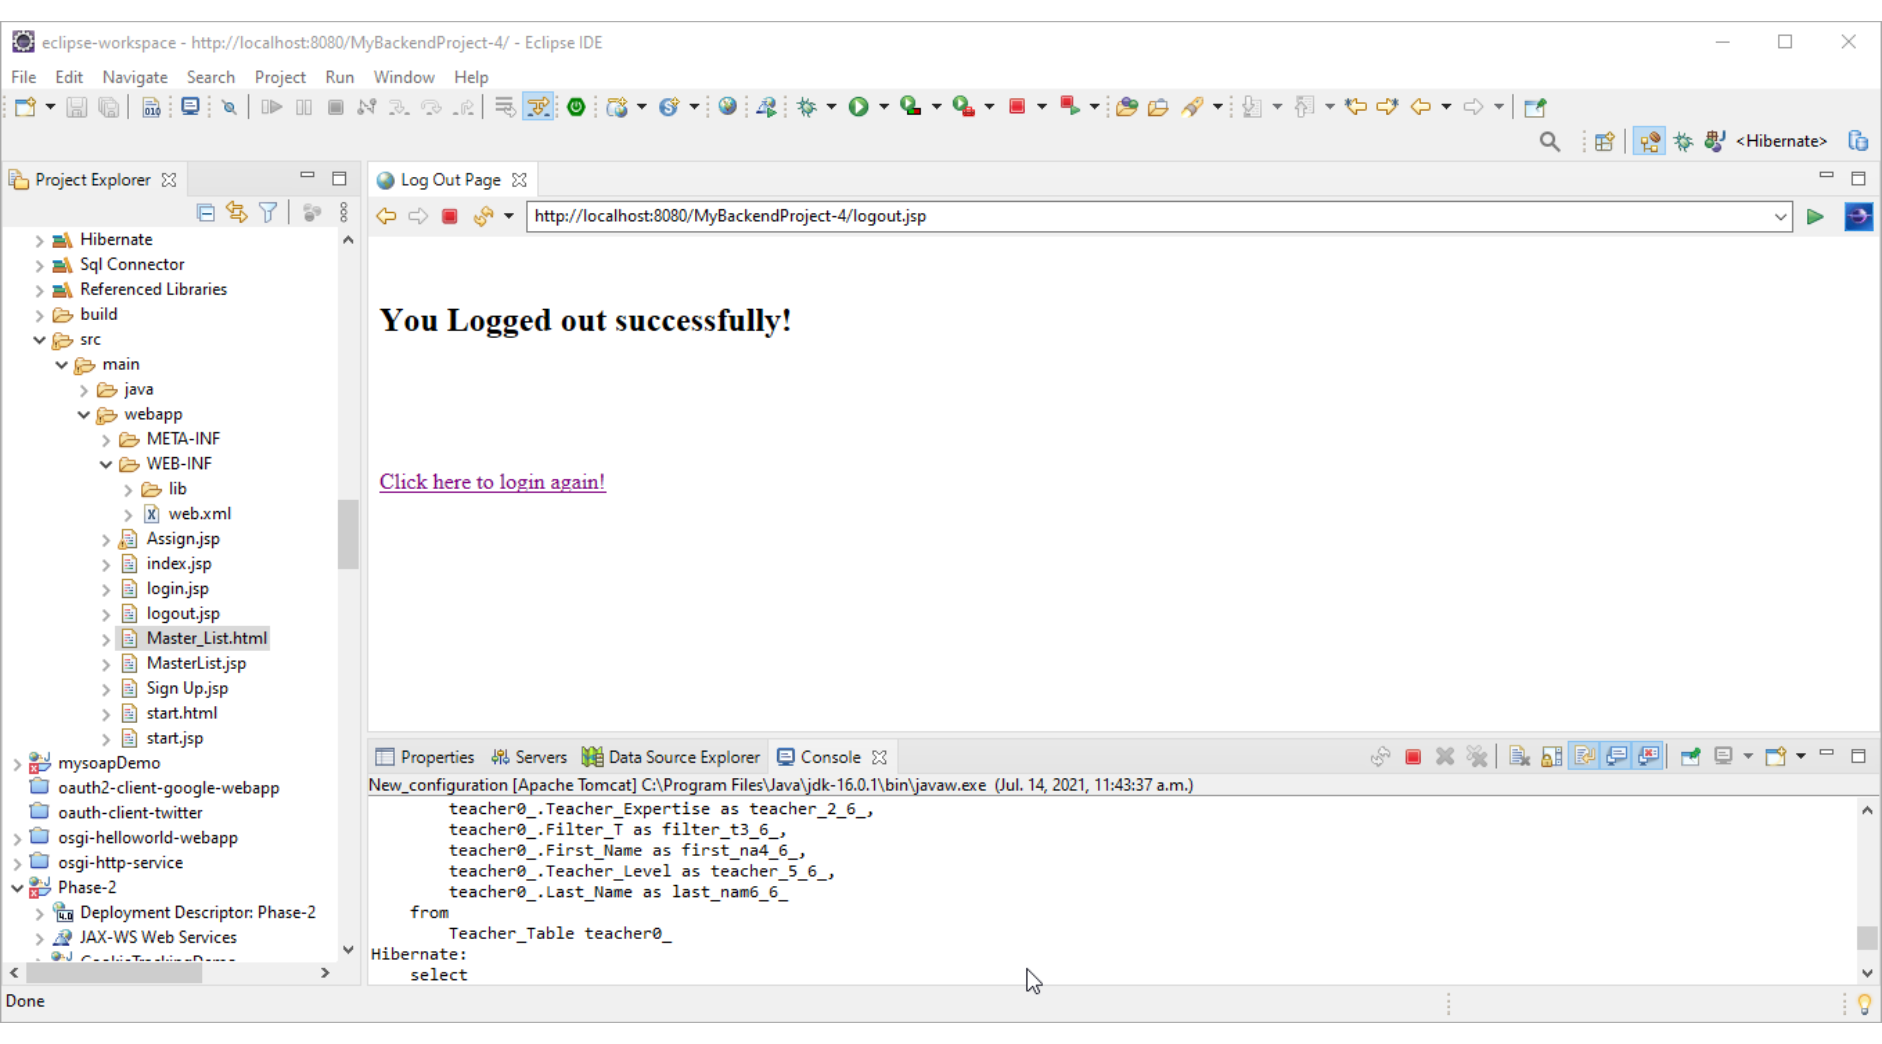 eclipse-workspace - http://localhost:8080/MyBackendProject-4/ - Eclipse IDE
File Edit Navigate Search Project Run Window Help
<Hibernate>
Project Explorer
Hibernate
Sql Connector
Referenced Libraries
build
src
main
java
webapp
META-INF
WEB-INF
lib
web.xml
Assign.jsp
index.jsp
login.jsp
logout.jsp
Master_List.html
MasterList.jsp
Sign Up.jsp
start.html
start.jsp
mysoapDemo
oauth2-client-google-webapp
oauth-client-twitter
osgi-helloworld-webapp
osgi-http-service
Phase-2
Deployment Descriptor: Phase-2
JAX-WS Web Services
Log Out Page
http://localhost:8080/MyBackendProject-4/logout.jsp
You Logged out successfully!
Click here to login again!
Properties Servers Data Source Explorer Console
New_configuration [Apache Tomcat] C:\Program Files\Java\jdk-16.0.1\bin\javaw.exe (Jul. 14, 2021, 11:43:37 a.m.)
teacher0_.Teacher_Expertise as teacher_2_6_,
teacher0_.Filter_T as filter_t3_6_,
teacher0_.First_Name as first_na4_6_,
teacher0_.Teacher_Level as teacher_5_6_,
teacher0_.Last_Name as last_nam6_6_
from
Teacher_Table teacher0_
Hibernate:
select
Done